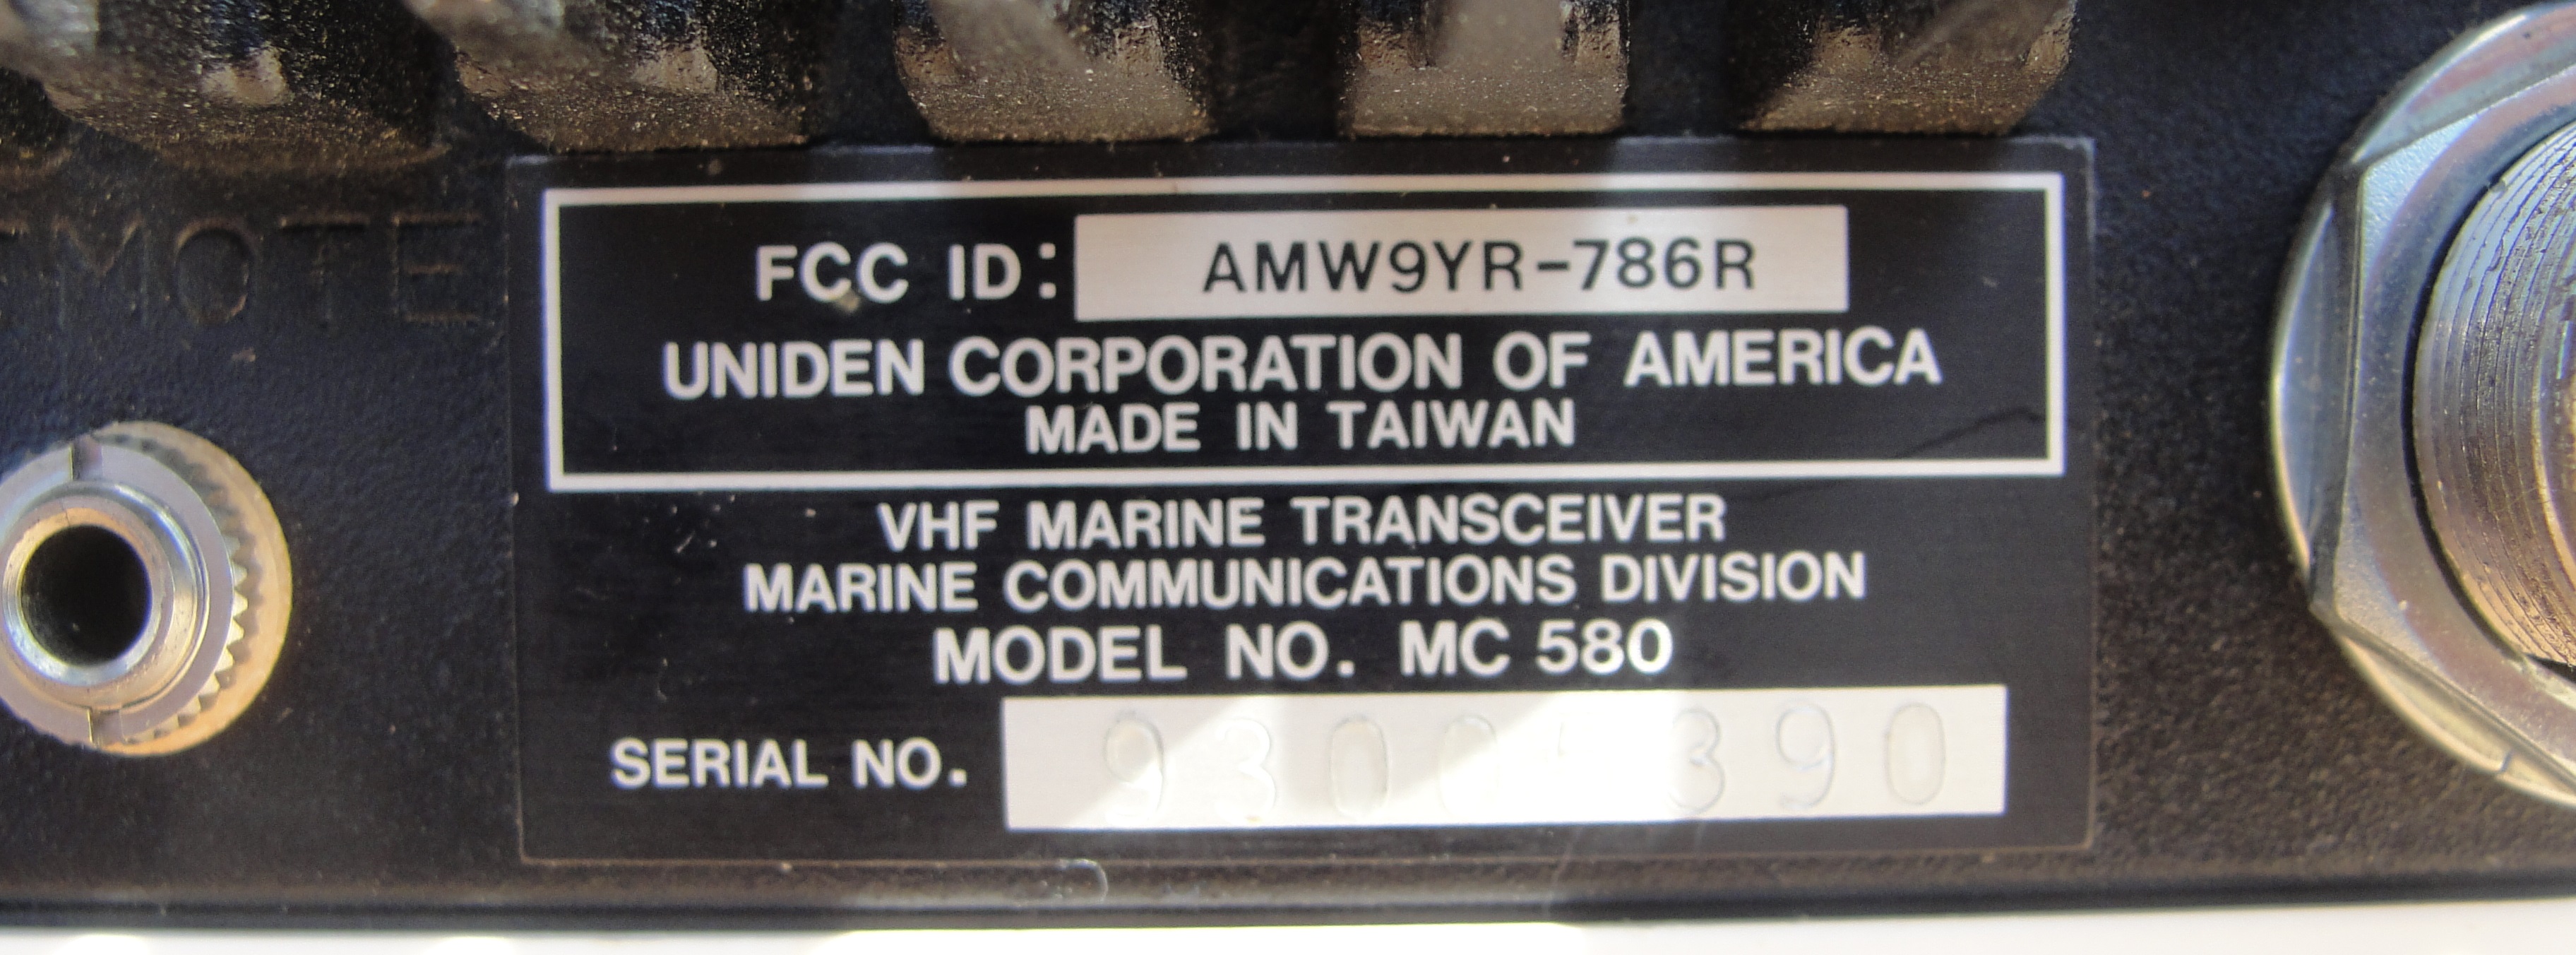 FCC ID: AMW9YR-786R
UNIDEN CORPORATION OF AMERICA
MADE IN TAIWAN
VHF MARINE TRANSCEIVER
MARINE COMMUNICATIONS DIVISION
MODEL NO. MC 580
SERIAL NO.